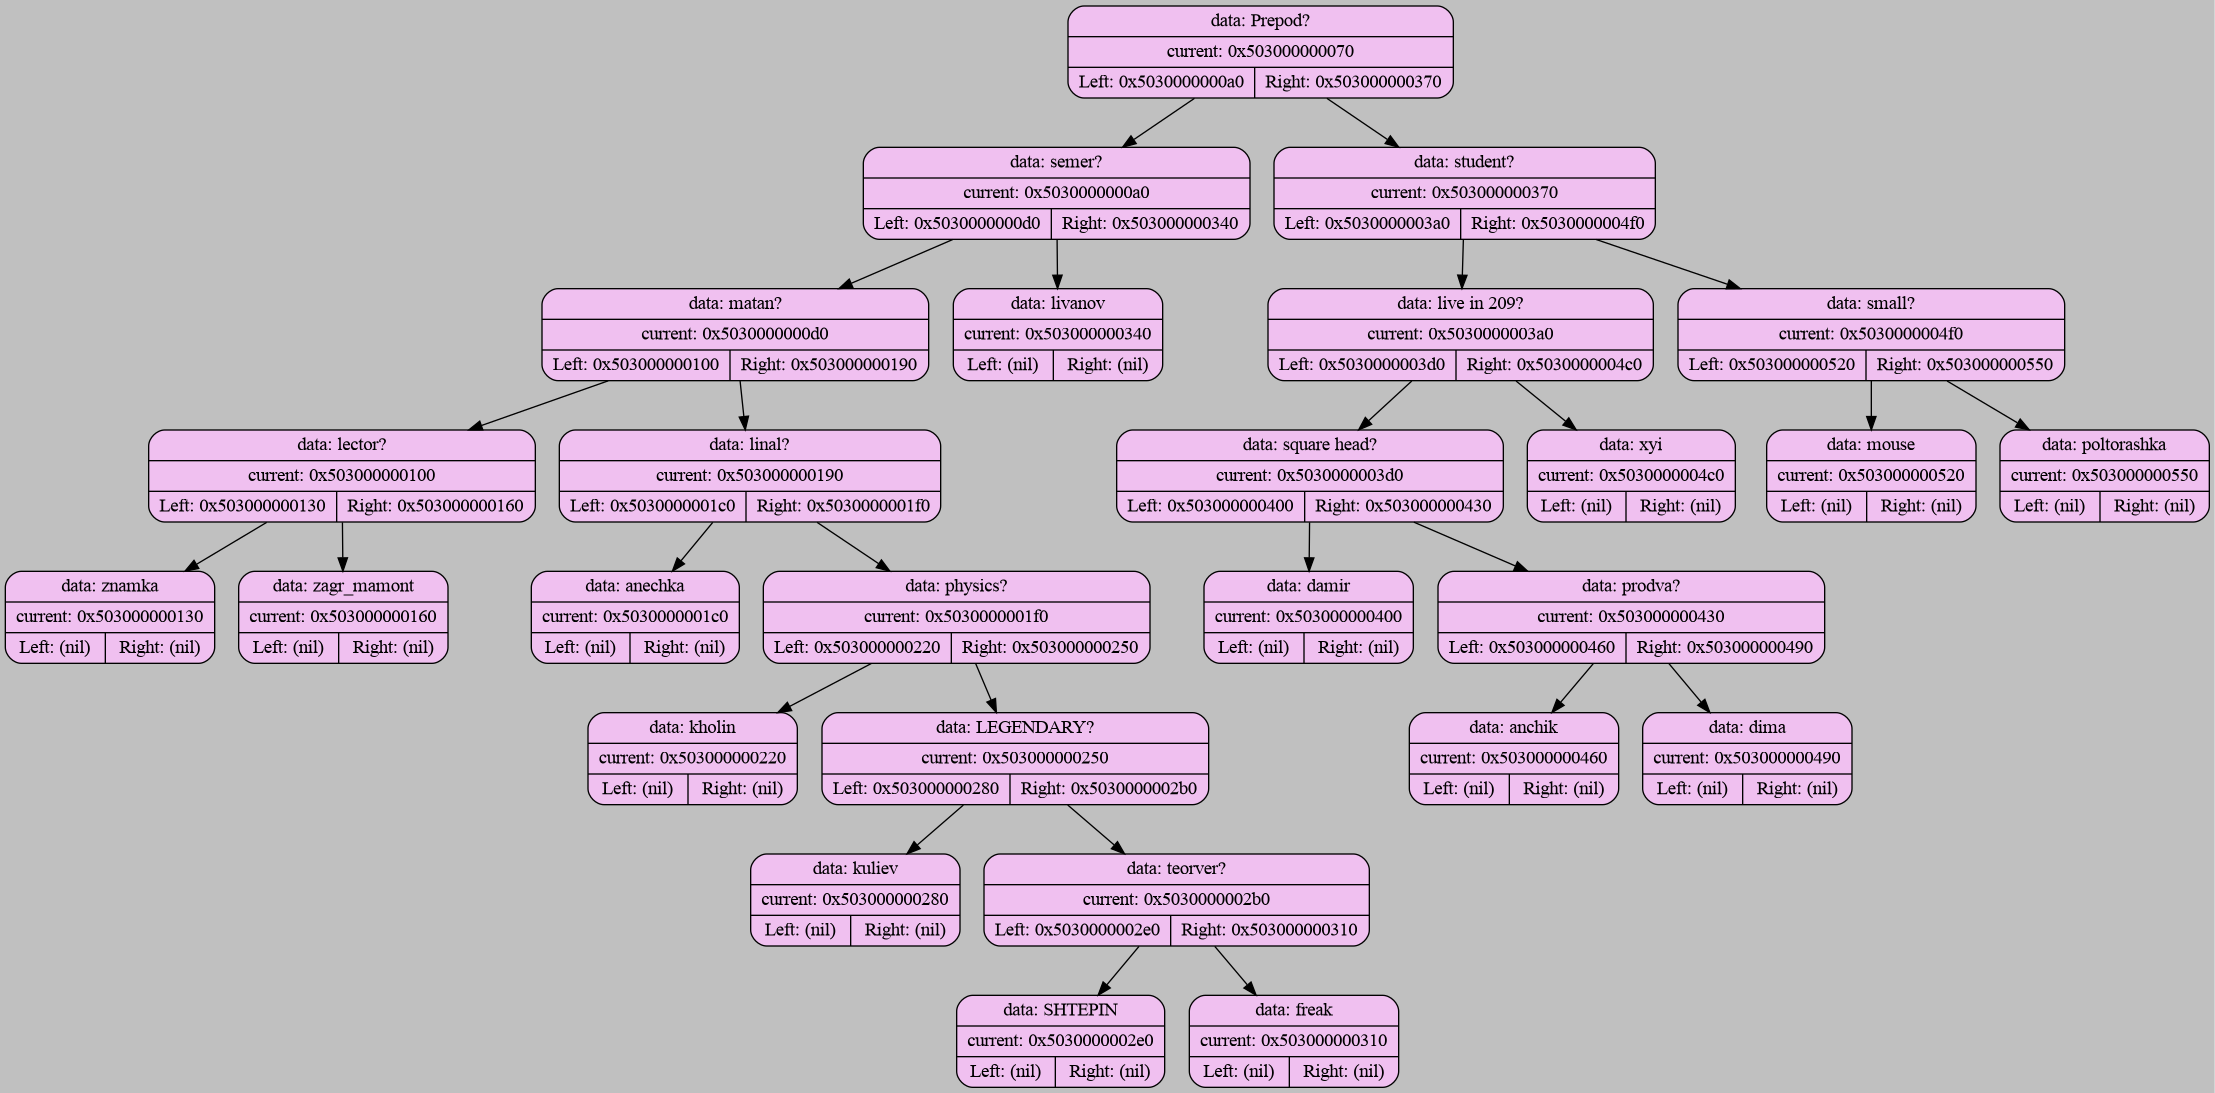 data: Prepod?
current: 0x503000000070
Left: 0x5030000000a0 Right: 0x503000000370
data: semer?
current: 0x5030000000a0
Left: 0x5030000000d0 Right: 0x503000000340
data: student?
current: 0x503000000370
Left: 0x5030000003a0 Right: 0x5030000004f0
data: matan?
current: 0x5030000000d0
Left: 0x503000000100 Right: 0x503000000190
data: livanov
current: 0x503000000340
Left: (nil) Right: (nil)
data: live in 209?
current: 0x5030000003a0
Left: 0x5030000003d0 Right: 0x5030000004c0
data: small?
current: 0x5030000004f0
Left: 0x503000000520 Right: 0x503000000550
data: lector?
current: 0x503000000100
Left: 0x503000000130 Right: 0x503000000160
data: linal?
current: 0x503000000190
Left: 0x5030000001c0 Right: 0x5030000001f0
data: square head?
current: 0x5030000003d0
Left: 0x503000000400 Right: 0x503000000430
data: xyi
current: 0x5030000004c0
Left: (nil) Right: (nil)
data: mouse
current: 0x503000000520
Left: (nil) Right: (nil)
data: poltorashka
current: 0x503000000550
Left: (nil) Right: (nil)
data: znamka
current: 0x503000000130
Left: (nil) Right: (nil)
data: zagr_mamont
current: 0x503000000160
Left: (nil) Right: (nil)
data: anechka
current: 0x5030000001c0
Left: (nil) Right: (nil)
data: physics?
current: 0x5030000001f0
Left: 0x503000000220 Right: 0x503000000250
data: damir
current: 0x503000000400
Left: (nil) Right: (nil)
data: prodva?
current: 0x503000000430
Left: 0x503000000460 Right: 0x503000000490
data: kholin
current: 0x503000000220
Left: (nil) Right: (nil)
data: LEGENDARY?
current: 0x503000000250
Left: 0x503000000280 Right: 0x5030000002b0
data: anchik
current: 0x503000000460
Left: (nil) Right: (nil)
data: dima
current: 0x503000000490
Left: (nil) Right: (nil)
data: kuliev
current: 0x503000000280
Left: (nil) Right: (nil)
data: teorver?
current: 0x5030000002b0
Left: 0x5030000002e0 Right: 0x503000000310
data: SHTEPIN
current: 0x5030000002e0
Left: (nil) Right: (nil)
data: freak
current: 0x503000000310
Left: (nil) Right: (nil)